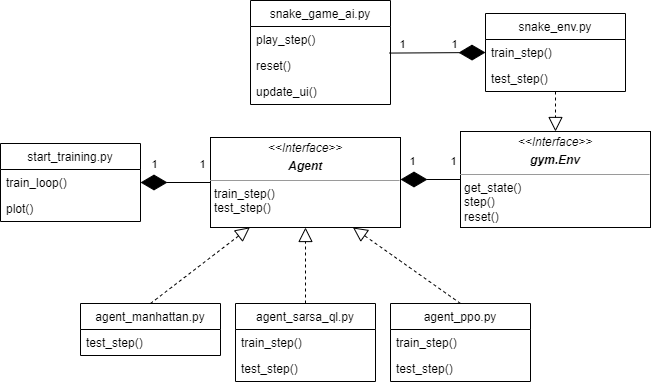 snake_game_ai.py
play_step()
reset()
update_ui()
1
1
snake_env.py
train_step()
test_step()
start_training.py
train_loop()
plot()
1
1
<<Interface>>
Agent
train_step()
test_step()
1
1
<<Interface>>
gym.Env
get_state()
step()
reset()
agent_manhattan.py
test_step()
agent_sarsa_ql.py
train_step()
test_step()
agent_ppo.py
train_step()
test_step()